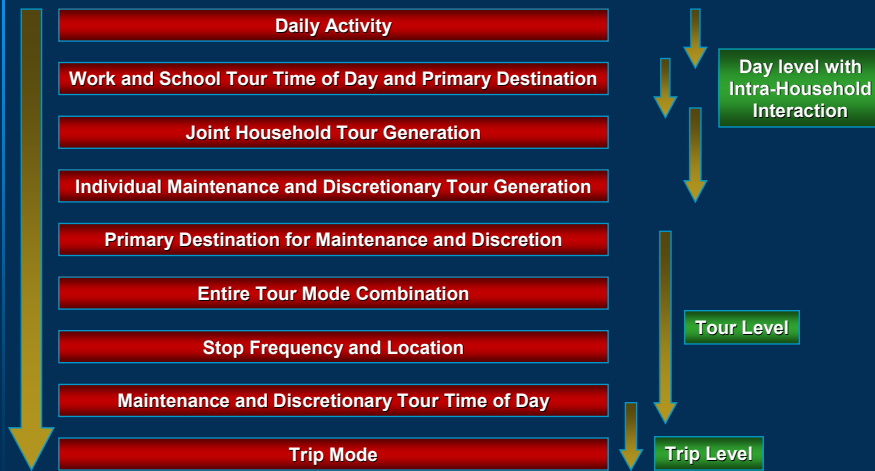 Daily Activity
Work and School Tour Time of Day and Primary Destination
Joint Household Tour Generation
Individual Maintenance and Discretionary Tour Generation
Primary Destination for Maintenance and Discretion
Entire Tour Mode Combination
Stop Frequency and Location
Maintenance and Discretionary Tour Time of Day
Trip Mode
Day level with
Intra-Household
Interaction
Tour Level
Trip Level